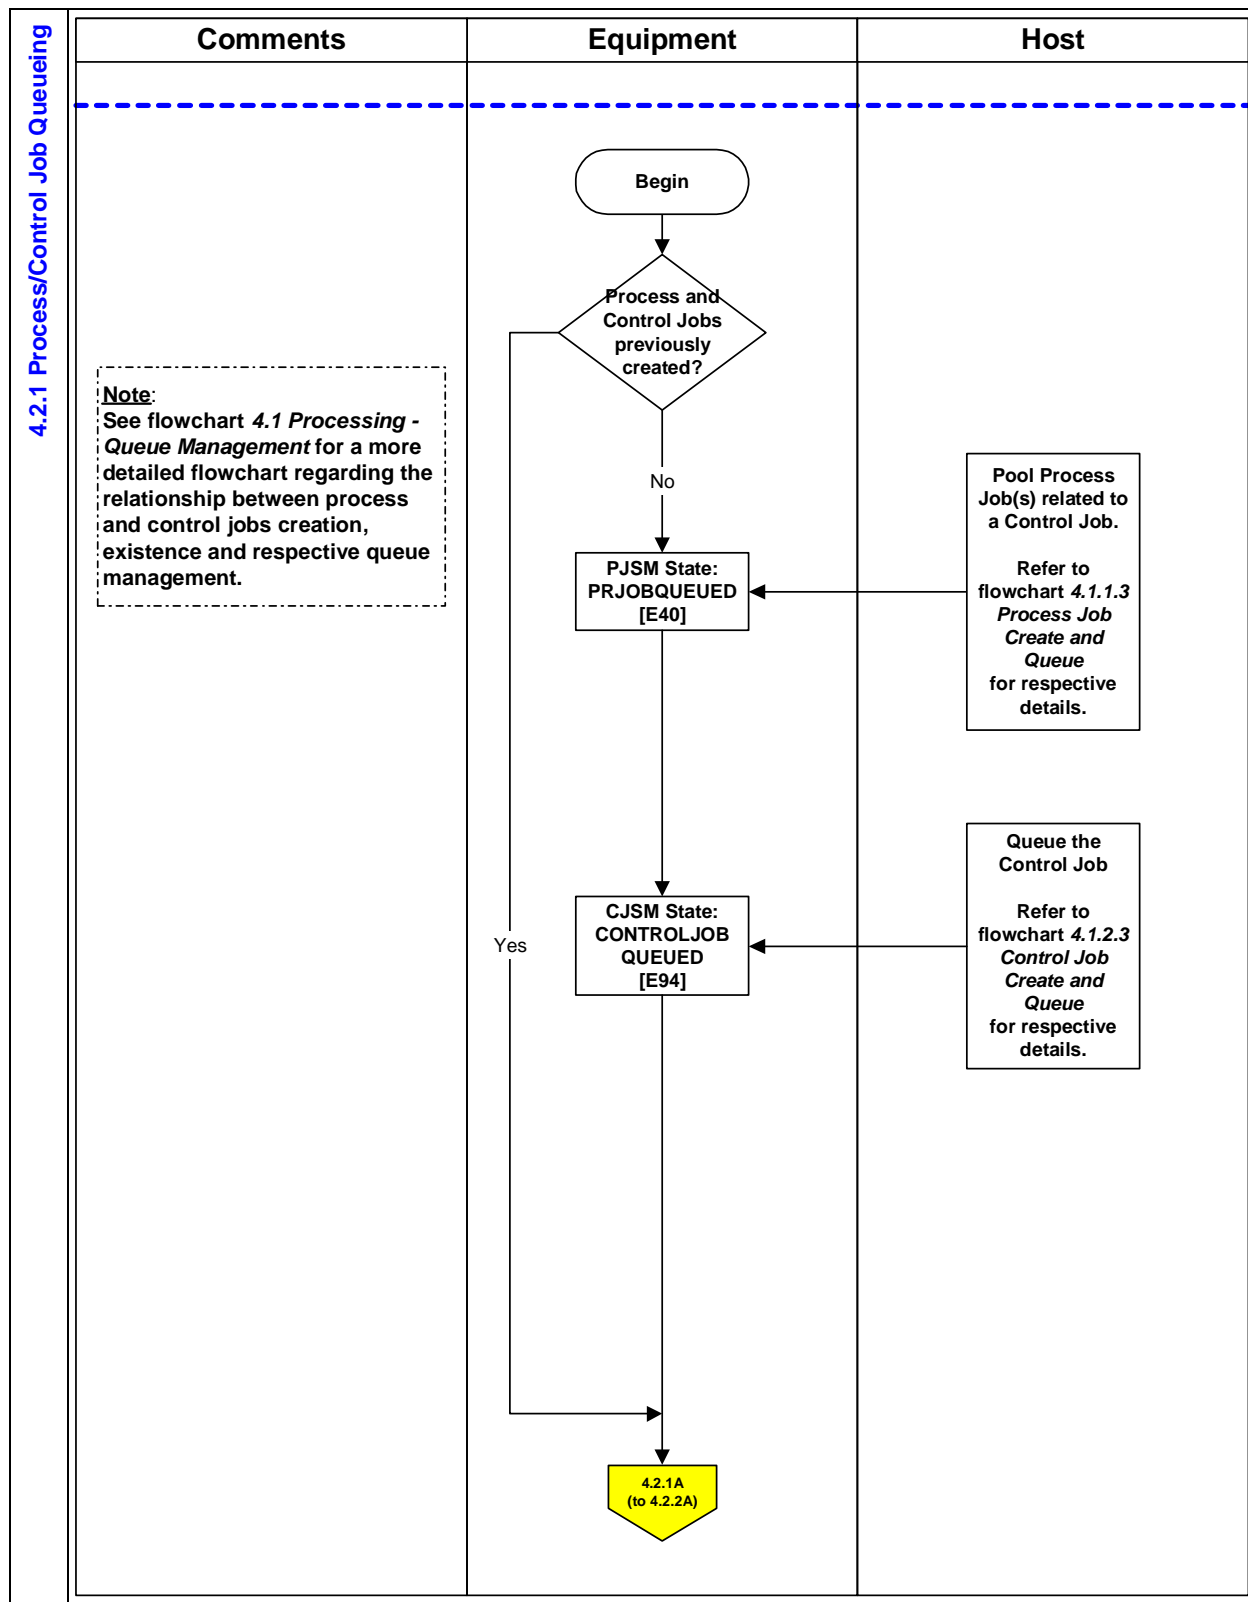 4.2.1 Process/Control Job Queueing
Comments
Equipment
Host
Begin
Process and
Control Jobs
previously
created?
Note:
See flowchart 4.1 Processing -
Queue Management for a more
detailed flowchart regarding the
relationship between process
and control jobs creation,
existence and respective queue
management.
No
Pool Process
Job(s) related to
a Control Job.
Refer to
flowchart 4.1.1.3
Process Job
Create and
Queue
for respective
details.
PJSM State:
PRJOBQUEUED
[E40]
Queue the
Control Job
Refer to
flowchart 4.1.2.3
Control Job
Create and
Queue
for respective
details.
CJSM State:
CONTROLJOB
QUEUED
[E94]
Yes
4.2.1A
(to 4.2.2A)